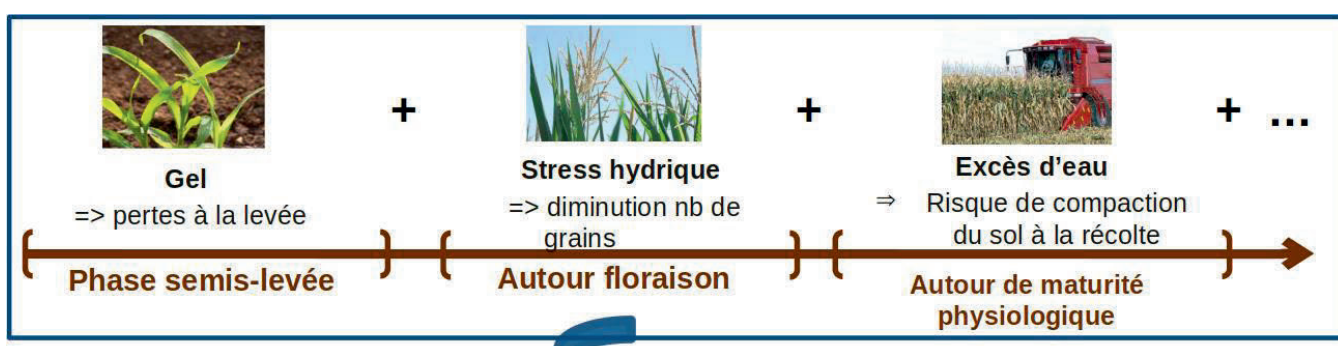 + + + ...
Gel
=> pertes à la levée
Stress hydrique
=> diminution nb de
grains
Excès d'eau
⇒ Risque de compaction
du sol à la récolte
Phase semis-levée
Autour floraison
Autour de maturité
physiologique